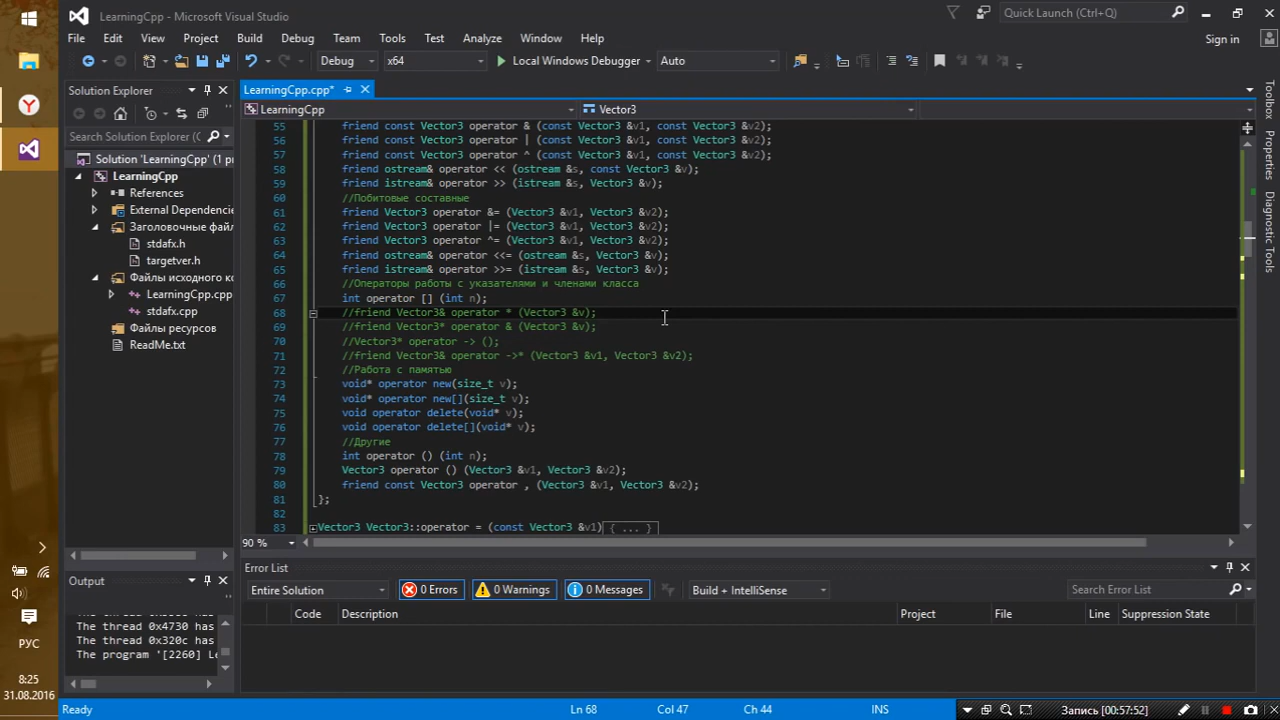 LearningCpp - Microsoft Visual Studio
Quick Launch (Ctrl+Q)
File Edit View Project Build Debug Team Tools Test Analyze Window Help
Sign in
Debug x64 Local Windows Debugger Auto
Solution Explorer
Search Solution Explorer (
Solution 'LearningCpp' (1 pr
LearningCpp
References
External Dependencie
Заголовочные файл
stdafx.h
targetver.h
Файлы исходного ко
LearningCpp.cpp
stdafx.cpp
Файлы ресурсов
ReadMe.txt
LearningCpp.cpp*
LearningCpp Vector3
55 friend const Vector3 operator & (const Vector3 &v1, const Vector3 &v2);
56 friend const Vector3 operator | (const Vector3 &v1, const Vector3 &v2);
57 friend const Vector3 operator ^ (const Vector3 &v1, const Vector3 &v2);
58 friend ostream& operator << (ostream &s, const Vector3 &v);
59 friend istream& operator >> (istream &s, Vector3 &v);
60 //Побитовые составные
61 friend Vector3 operator &= (Vector3 &v1, Vector3 &v2);
62 friend Vector3 operator |= (Vector3 &v1, Vector3 &v2);
63 friend Vector3 operator ^= (Vector3 &v1, Vector3 &v2);
64 friend ostream& operator <<= (ostream &s, Vector3 &v);
65 friend istream& operator >>= (istream &s, Vector3 &v);
66 //Операторы работы с указателями и членами класса
67 int operator [] (int n);
68 //friend Vector3& operator * (Vector3 &v);
69 //friend Vector3* operator & (Vector3 &v);
70 //Vector3* operator -> ();
71 //friend Vector3& operator ->* (Vector3 &v1, Vector3 &v2);
72 //Работа с памятью
73 void* operator new(size_t v);
74 void* operator new[](size_t v);
75 void operator delete(void* v);
76 void operator delete[](void* v);
77 //Другие
78 int operator () (int n);
79 Vector3 operator () (Vector3 &v1, Vector3 &v2);
80 friend const Vector3 operator , (Vector3 &v1, Vector3 &v2);
81 };
83 Vector3 Vector3::operator = (const Vector3 &v1){ ... }
90 %
Toolbox
Diagnostic Tools
Properties
Output
The thread 0x4730 has
The thread 0x320c has
The program '[2260] Le
Error List
Entire Solution 0 Errors 0 Warnings 0 Messages Build + IntelliSense Search Error List
Code Description Project File Line Suppression State
Ready Ln 68 Col 47 Ch 44 INS Запись (00:57:52)
РУС
8:25
31.08.2016